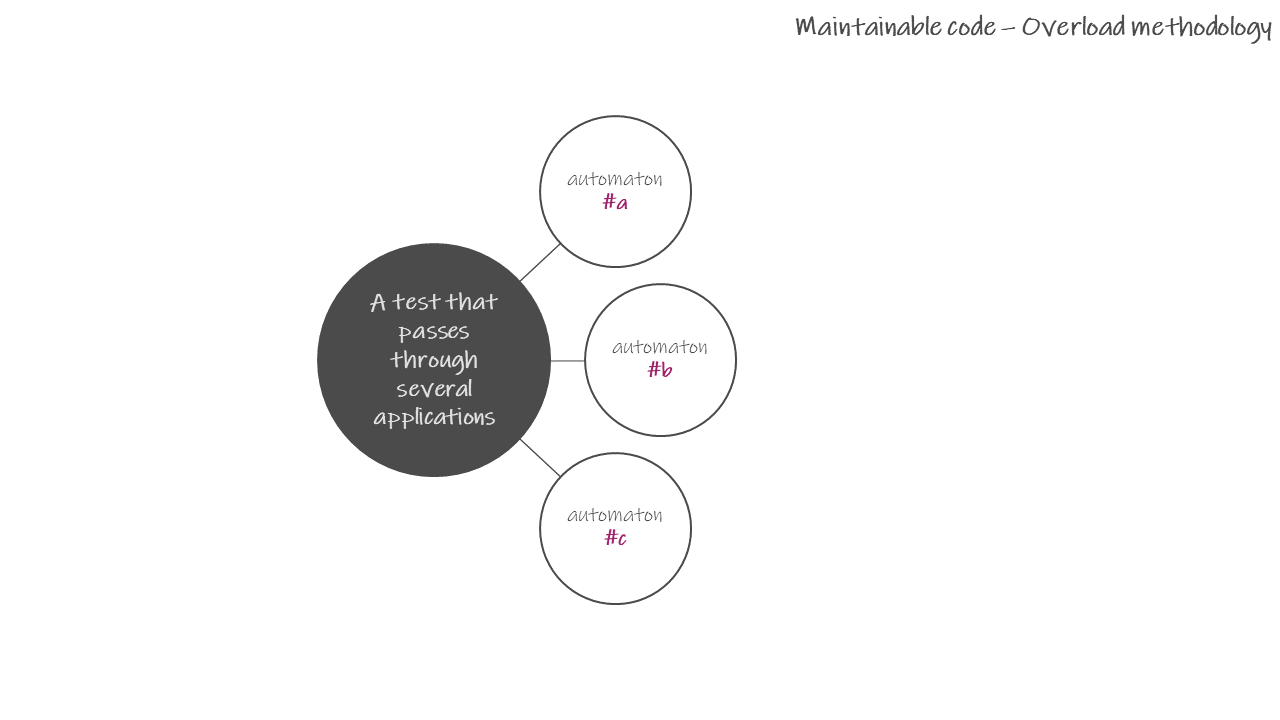 Maintainable code – Overload methodology
automaton
#a
A test that
passes
through
several
applications
automaton
#b
automaton
#c